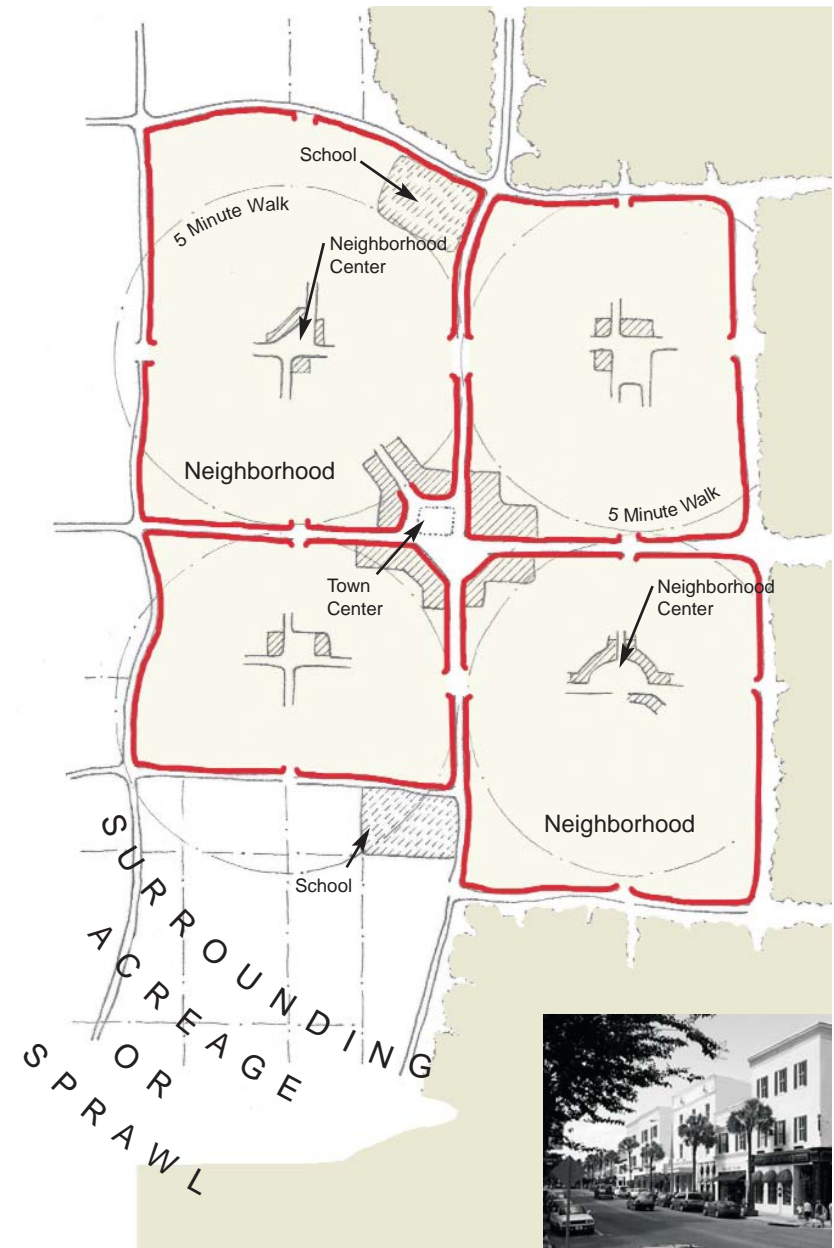 School
5 Minute Walk
Neighborhood
Center
Neighborhood
5 Minute Walk
Town
Center
Neighborhood
Center
Neighborhood
School
SURROUNDING
ACREAGE
OR
SPRAWL